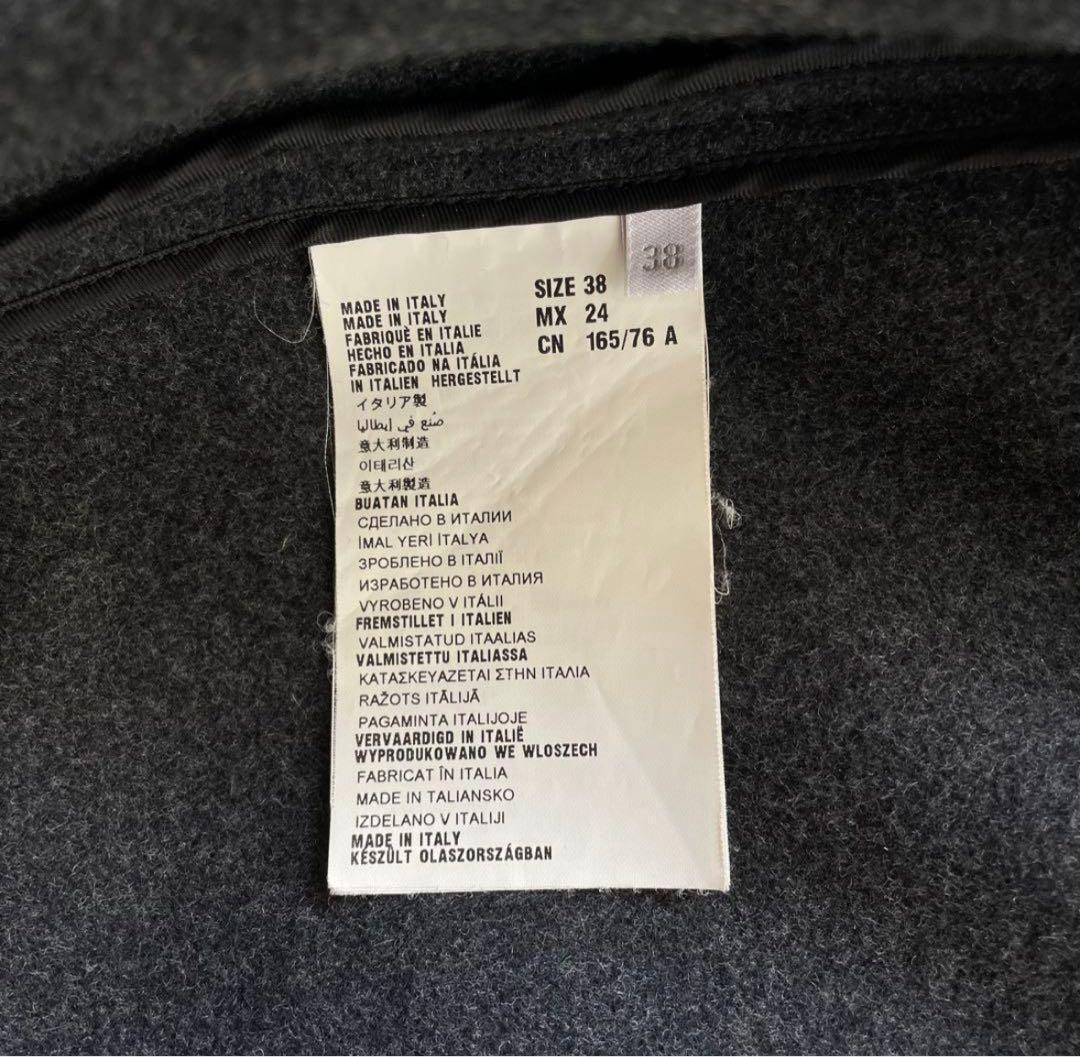 38
SIZE 38
MX 24
CN 165/76 A
MADE IN ITALY
MADE IN ITALY
FABRIQUÈ EN ITALIE
HECHO EN ITALIA
FABRICADO NA ITÁLIA
IN ITALIEN HERGESTELLT
イタリア製
صُنع في إيطاليا
意大利制造
이태리산
意大利製造
BUATAN ITALIA
СДЕЛАНО В ИТАЛИИ
İMAL YERİ İTALYA
ЗРОБЛЕНО В ІТАЛІЇ
ИЗРАБОТЕНО В ИТАЛИЯ
VYROBENO V ITÁLII
FREMSTILLET I ITALIEN
VALMISTATUD ITAALIAS
VALMISTETTU ITALIASSA
ΚΑΤΑΣΚΕΥΑΖΕΤΑΙ ΣΤΗΝ ΙΤΑΛΙΑ
RAŽOTS ITĀLIJĀ
PAGAMINTA ITALIJOJE
VERVAARDIGD IN ITALIË
WYPRODUKOWANO WE WLOSZECH
FABRICAT ÎN ITALIA
MADE IN TALIANSKO
IZDELANO V ITALIJI
MADE IN ITALY
KÉSZÜLT OLASZORSZÁGBAN